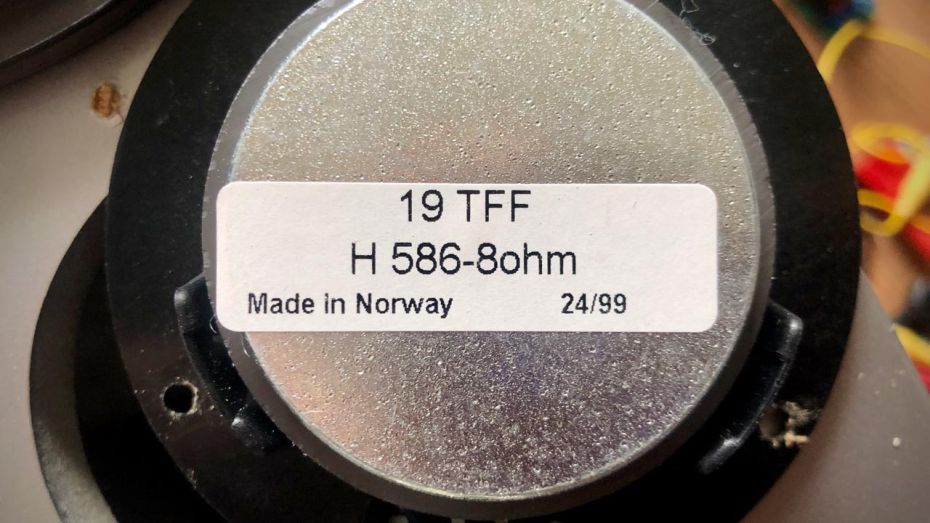 19 TFF
H 586-8ohm
Made in Norway 24/99